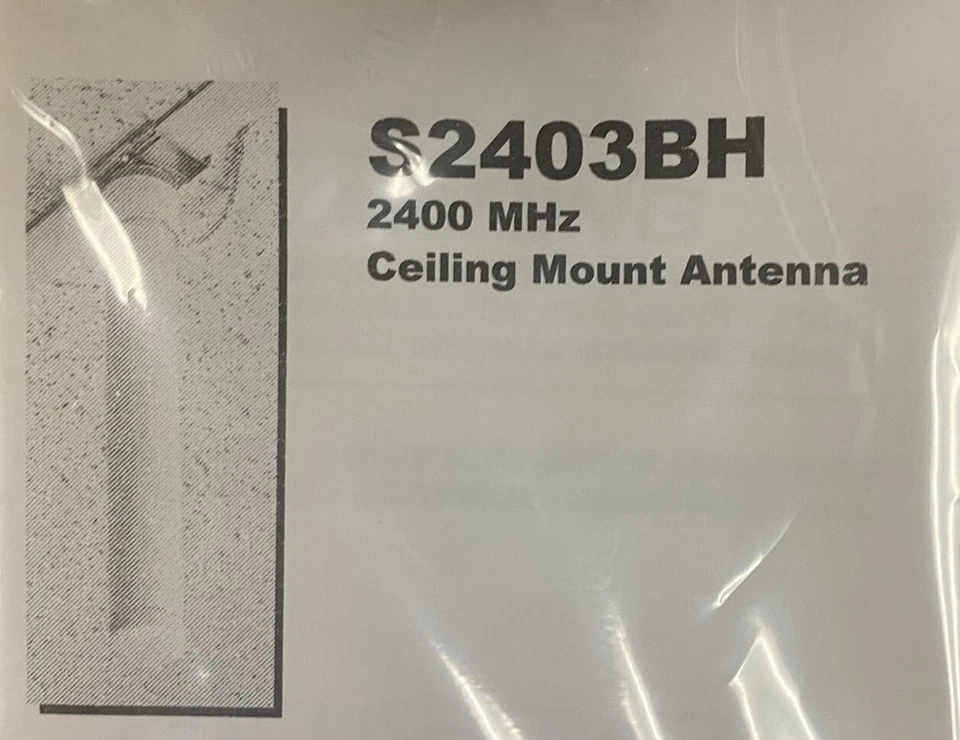 S2403BH
2400 MHz
Ceiling Mount Antenna